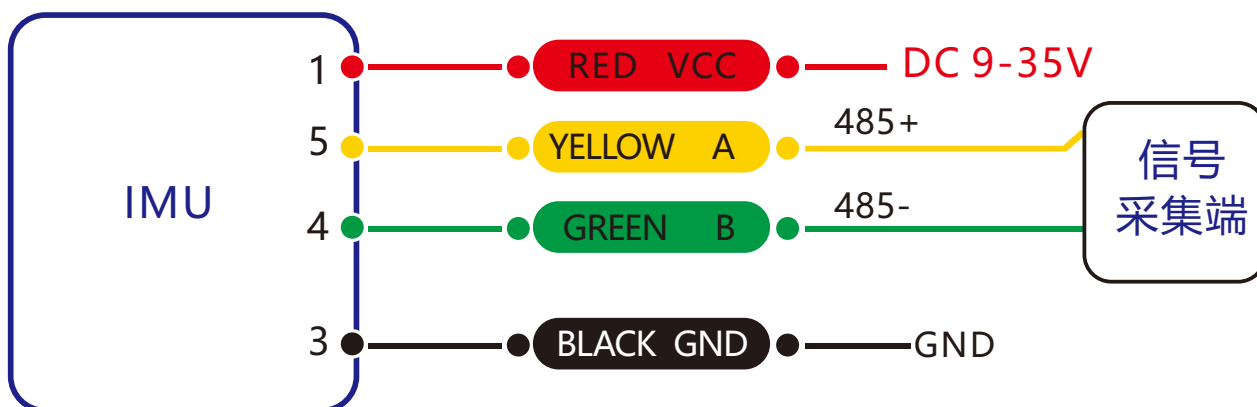 1 RED VCC DC 9-35V
5 YELLOW A 485+
IMU
4 GREEN B 485-
信号
采集端
3 BLACK GND GND